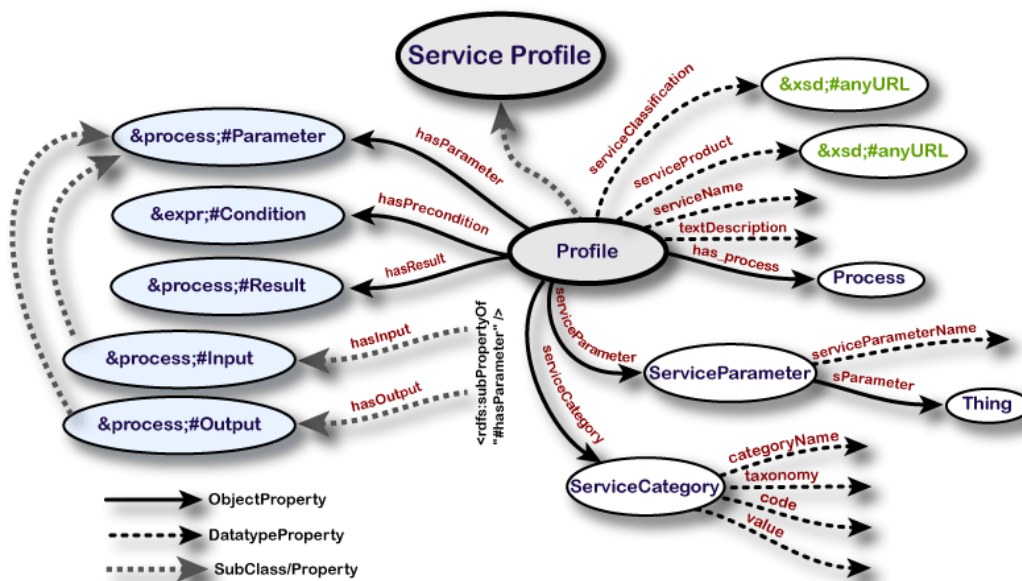 Service Profile
&xsd;#anyURL
serviceClassification
&process;#Parameter
hasParameter
serviceProduct
&xsd;#anyURL
&expr;#Condition
hasPrecondition
serviceName
textDescription
Profile
has_process
&process;#Result
hasResult
Process
&process;#Input
hasInput
<rdfs:subPropertyOf
"#hasParameter" />
serviceParameter
serviceParameterName
ServiceParameter
sParameter
Thing
&process;#Output
hasOutput
serviceCategory
ServiceCategory
categoryName
taxonomy
code
value
ObjectProperty
DatatypeProperty
SubClass/Property